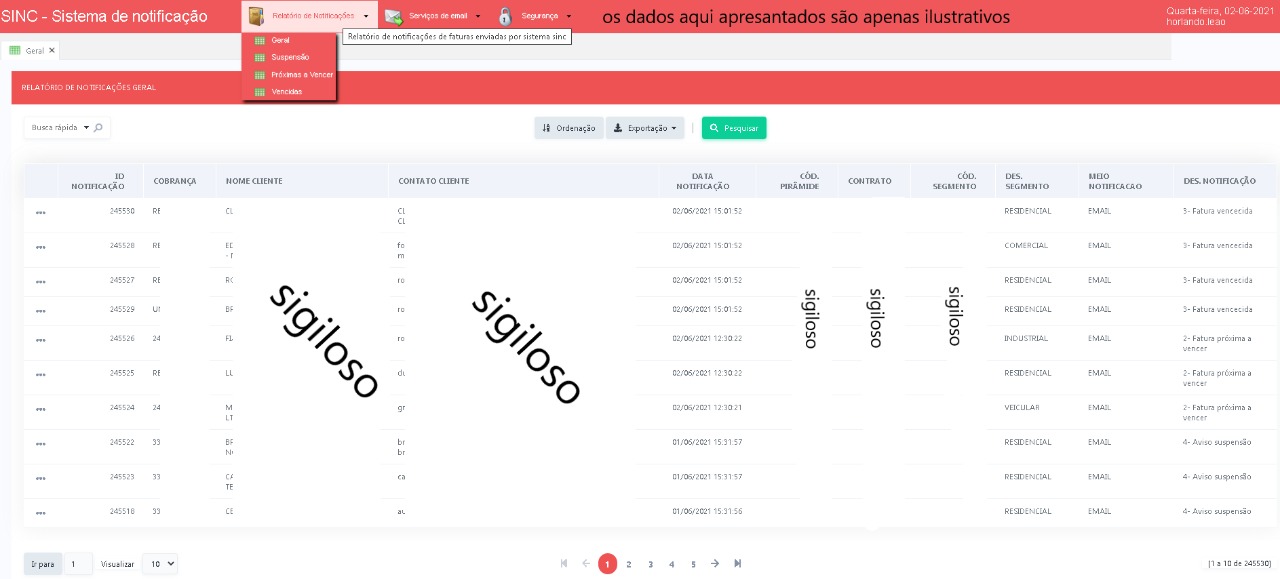 SINC - Sistema de notificação
Relatório de Notificações
Serviços de email
Segurança
os dados aqui apresantados são apenas ilustrativos
Quarta-feira, 02-06-2021
horlando.leao
Geral
Suspensão
Próximas a Vencer
Vencidas
Relatório de notificações de faturas enviadas por sistema sinc
Geral
RELATÓRIO DE NOTIFICAÇÕES GERAL
Busca rápida
Ordenação
Exportação
Pesquisar
ID NOTIFICAÇÃO COBRANÇA NOME CLIENTE CONTATO CLIENTE DATA NOTIFICAÇÃO CÓD. PIRÂMIDE CONTRATO CÓD. SEGMENTO DES. SEGMENTO MEIO NOTIFICACAO DES. NOTIFICAÇÃO
245530 RE CL CL CL 02/06/2021 15:01:52 RESIDENCIAL EMAIL 3- Fatura vencecida
245528 RE ED - fo m 02/06/2021 15:01:52 COMERCIAL EMAIL 3- Fatura vencecida
245527 RE RC ro 02/06/2021 15:01:52 RESIDENCIAL EMAIL 3- Fatura vencecida
245529 UI BF ro 02/06/2021 15:01:52 RESIDENCIAL EMAIL 3- Fatura vencecida
245526 24 FI ro 02/06/2021 12:30:22 INDUSTRIAL EMAIL 2- Fatura próxima a vencer
245525 RE LU du 02/06/2021 12:30:22 RESIDENCIAL EMAIL 2- Fatura próxima a vencer
245524 24 M LT gr 02/06/2021 12:30:21 VEICULAR EMAIL 2- Fatura próxima a vencer
245522 33 BF NC br br 01/06/2021 15:31:57 RESIDENCIAL EMAIL 4- Aviso suspensão
245523 33 CA TE ca 01/06/2021 15:31:57 RESIDENCIAL EMAIL 4- Aviso suspensão
245518 33 CE au 01/06/2021 15:31:56 RESIDENCIAL EMAIL 4- Aviso suspensão
sigiloso
sigiloso
sigiloso
sigiloso
sigiloso
Ir para 1 Visualizar 10
1 2 3 4 5
[1 a 10 de 245530]